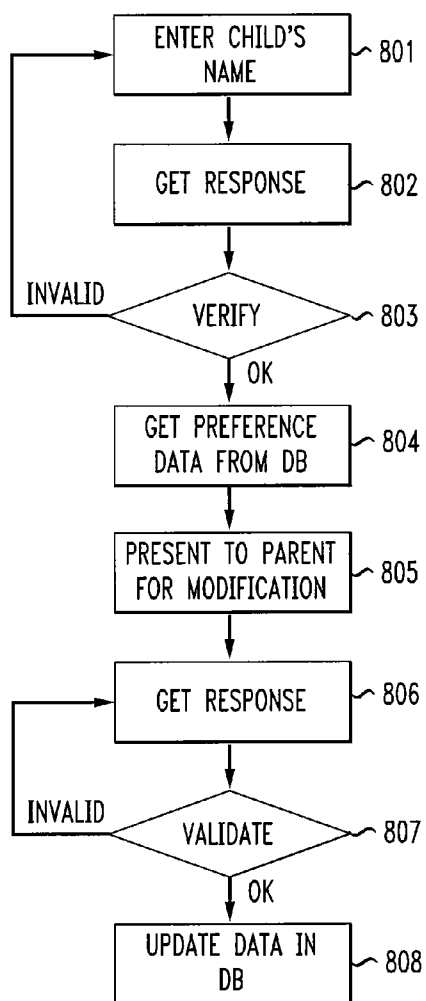 ENTER CHILD'S
NAME
801
GET RESPONSE
802
INVALID
VERIFY
803
OK
GET PREFERENCE
DATA FROM DB
804
PRESENT TO PARENT
FOR MODIFICATION
805
GET RESPONSE
806
INVALID
VALIDATE
807
OK
UPDATE DATA IN
DB
808